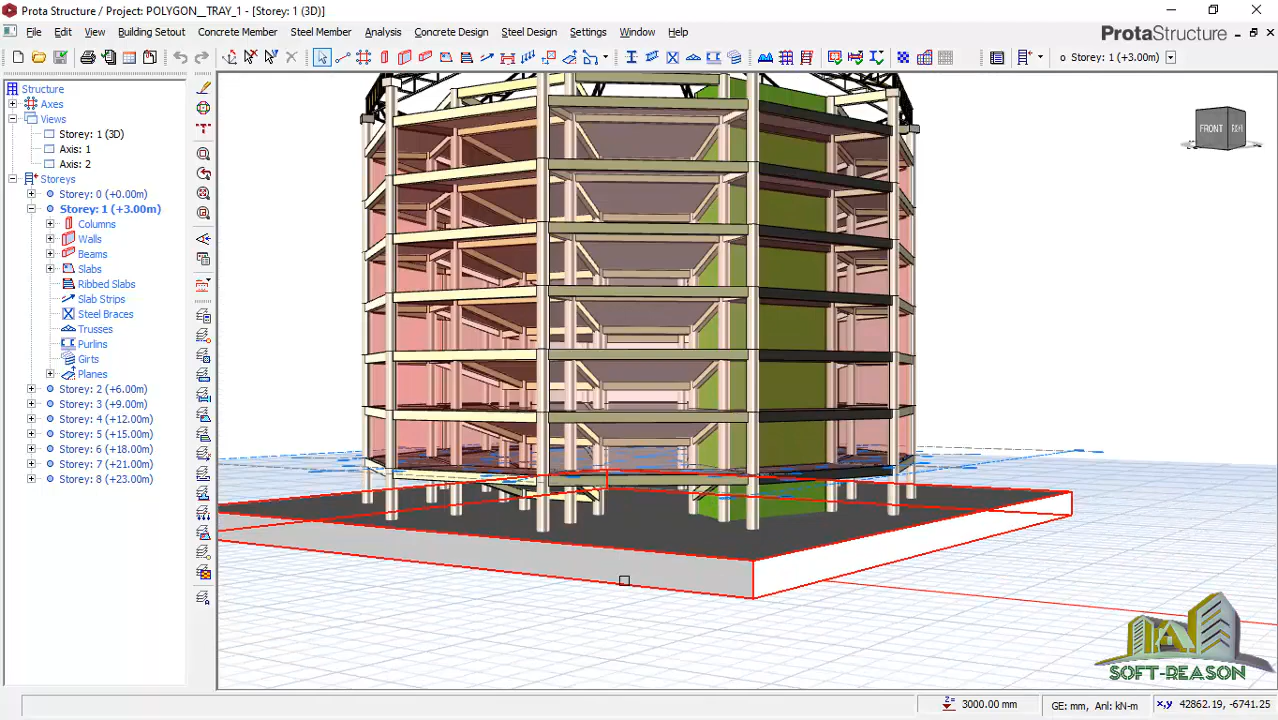 Prota Structure / Project: POLYGON__TRAY_1 - [Storey: 1 (3D)]
File Edit View Building Setout Concrete Member Steel Member Analysis Concrete Design Steel Design Settings Window Help
ProtaStructure
Storey: 1 (+3.00m)
Structure
Axes
Views
Storey: 1 (3D)
Axis: 1
Axis: 2
Storeys
Storey: 0 (+0.00m)
Storey: 1 (+3.00m)
Columns
Walls
Beams
Slabs
Ribbed Slabs
Slab Strips
Steel Braces
Trusses
Purlins
Girts
Planes
Storey: 2 (+6.00m)
Storey: 3 (+9.00m)
Storey: 4 (+12.00m)
Storey: 5 (+15.00m)
Storey: 6 (+18.00m)
Storey: 7 (+21.00m)
Storey: 8 (+23.00m)
FRONT
SOFT-REASON
Z= 3000.00 mm GE: mm, Anl: kN-m x,y 42862.19, -6741.25